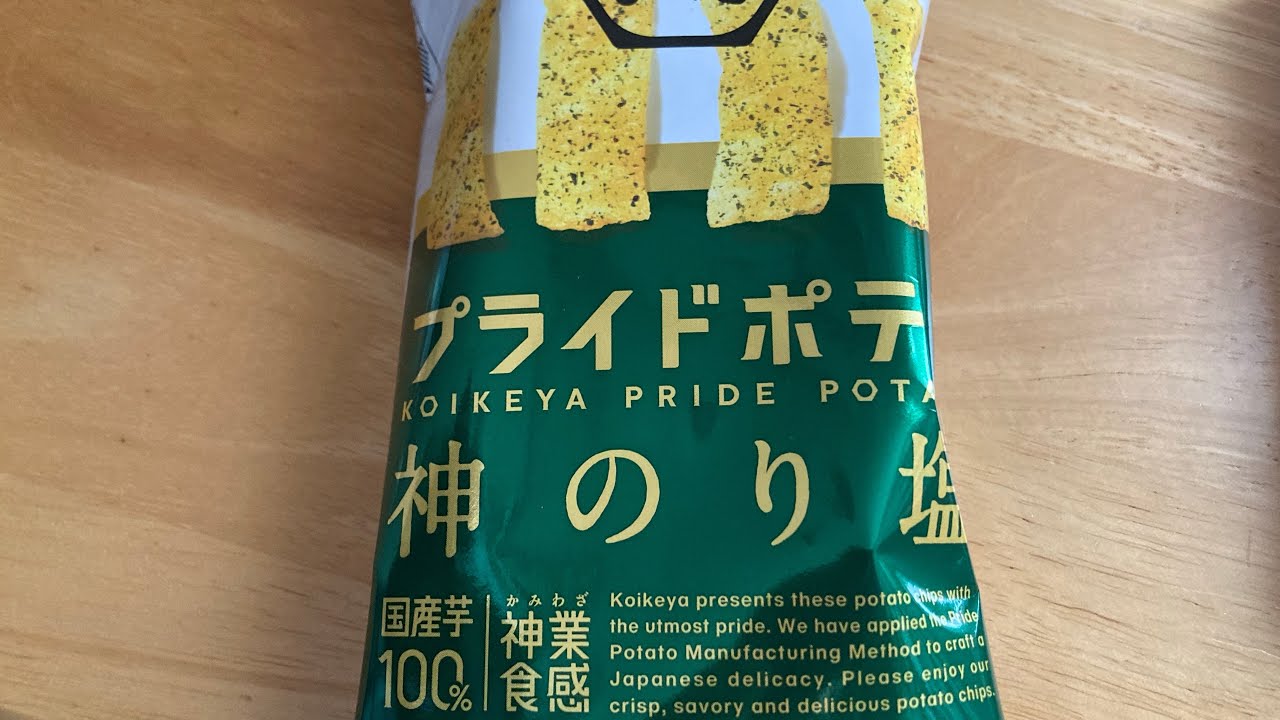 プライドポテ
KOIKEYA PRIDE POTA
神のり塩
国産芋
100%
かみわざ
神業
食感
Koikeya presents these potato chips with
the utmost pride. We have applied the Pride
Potato Manufacturing Method to craft a
Japanese delicacy. Please enjoy our
crisp, savory and delicious potato chips.